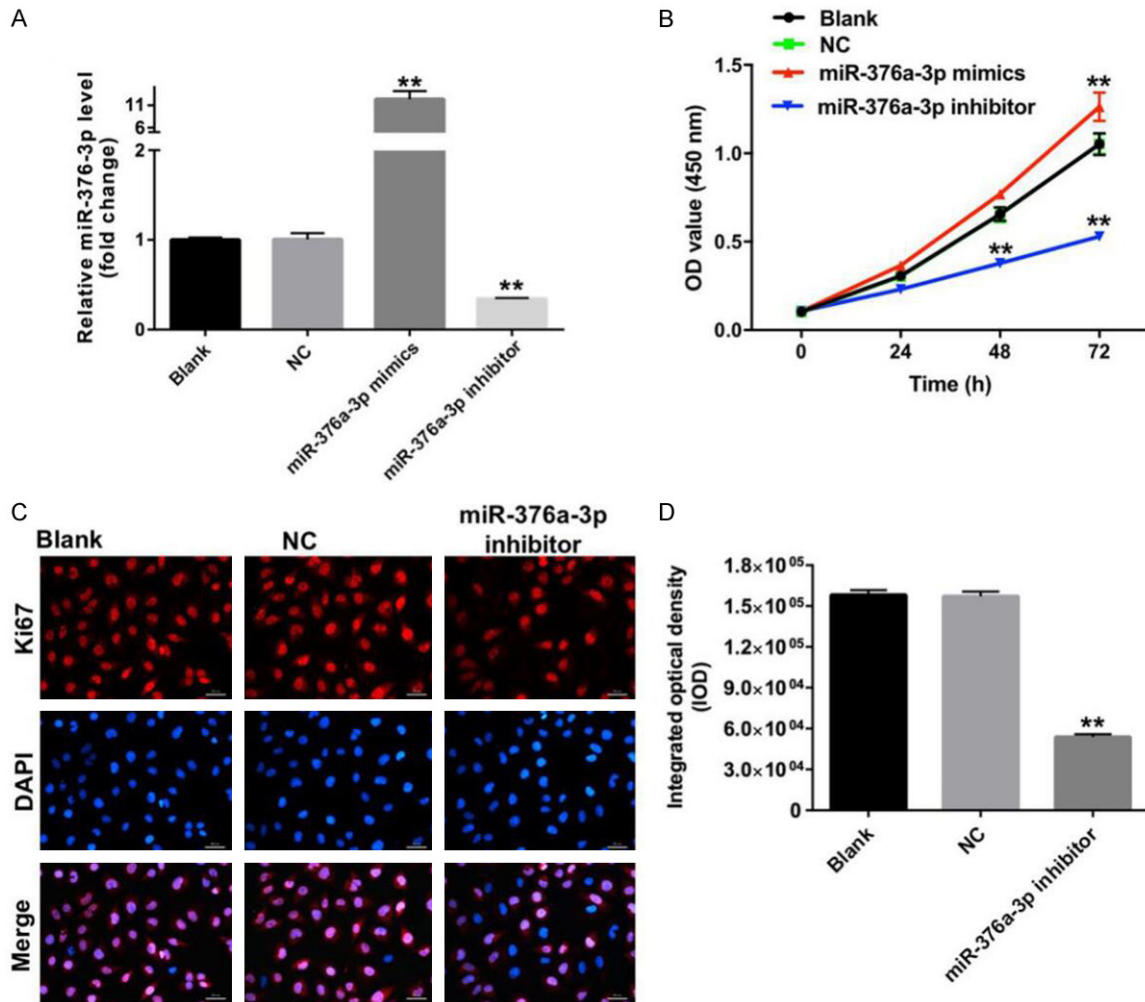 A
Relative miR-376-3p level
(fold change)
11
6
2
1
0
**
**
Blank
NC
miR-376a-3p mimics
miR-376a-3p inhibitor
B
Blank
NC
miR-376a-3p mimics
miR-376a-3p inhibitor
OD value (450 nm)
1.5
1.0
0.5
0.0
**
**
**
0 24 48 72
Time (h)
C
Blank
NC
miR-376a-3p
inhibitor
Ki67
DAPI
Merge
D
Integrated optical density
(IOD)
1.8×10 05
1.5×10 05
1.2×10 05
9.0×10 04
6.0×10 04
3.0×10 04
0
**
Blank
NC
miR-376a-3p inhibitor